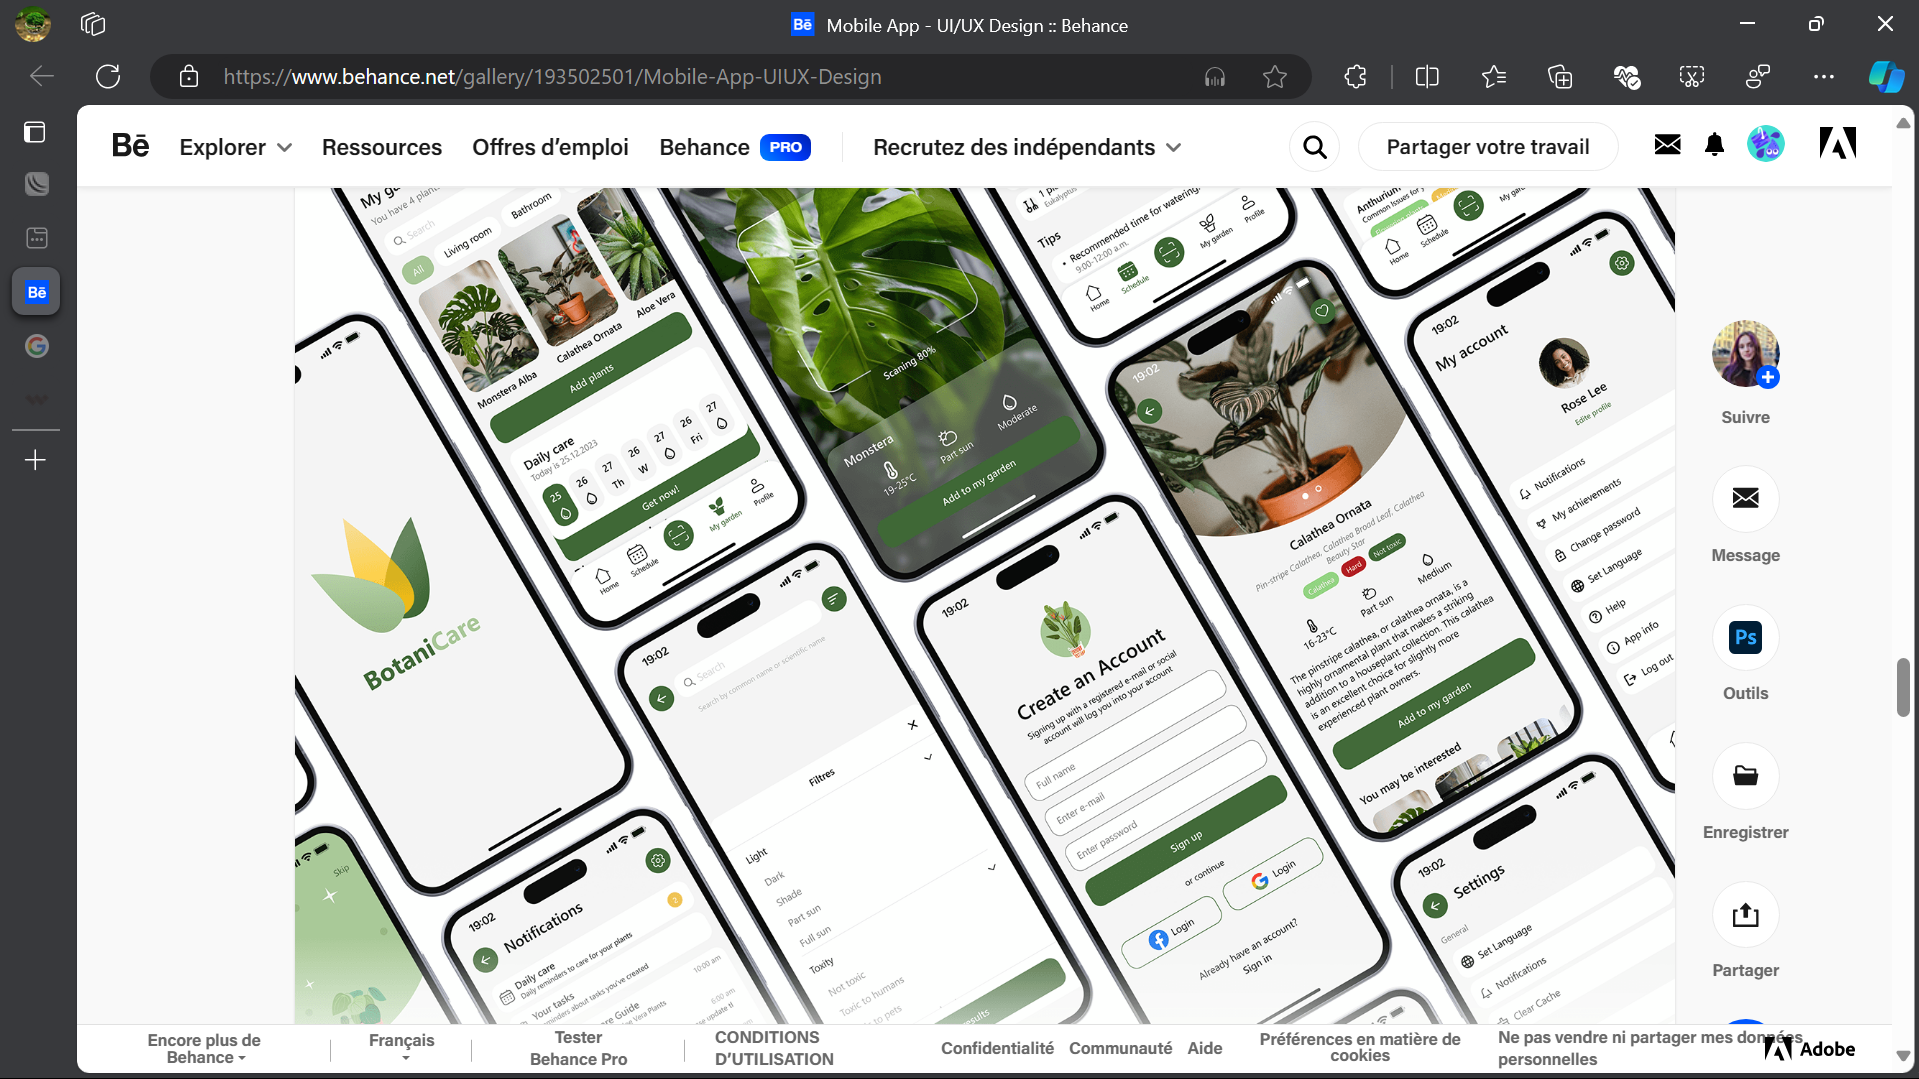 Bē Mobile App - UI/UX Design :: Behance
https://www.behance.net/gallery/193502501/Mobile-App-UIUX-Design
Bē Explorer Ressources Offres d’emploi Behance PRO Recrutez des indépendants Partager votre travail
Bē
My ga
You have 4 plants
Search
All
Living room
Bathroom
Monstera Alba
Calathea Ornata
Aloe Vera
Add plants
Daily care
Today is 25.12.2023
25
26
27
Th
26
W
27
26
Fri
27
Get now!
Home
Schedule
My garden
Profile
Scaning 80%
Monstera
19-25°C
Part sun
Moderate
Add to my garden
1 pl
Eukalyptus
Tips
• Recommended time for watering:
9:00-12:00 a.m.
Home
Schedule
My garden
Profile
Anthurium
Common Issues for
Home
Schedule
My gard
19:02
Calathea Ornata
Pin-stripe Calathea, Calathea Broad Leaf, Calathea
Beauty Star
Calathea
Hard
Not toxic
16-23°C
Part sun
Medium
The pinstripe calathea, or calathea ornata, is a
highly ornamental plant that makes a striking
addition to a houseplant collection. This calathea
is an excellent choice for slightly more
experienced plant owners.
Add to my garden
You may be interested
19:02
My account
Rose Lee
Edite profile
Notifications
My achievements
Change password
Set Language
Help
App info
Log out
BotaniCare
19:02
Search
Search by common name or scientific name
Filtres
Light
Dark
Shade
Part sun
Full sun
Toxity
Not toxic
Toxic to humans
c to pets
results
19:02
Create an Account
Signing up with a registered e-mail or social
account will log you into your account
Full name
Enter e-mail
Enter password
Sign up
or continue
Login
Login
Already have an account?
Sign in
Skip
19:02
Notifications
2
Daily care
Daily reminders to care for your plants
Your tasks
minders about tasks you've created
10:00 am
re Guide
oe Vera Plants
6:00 am
se update tl
19:02
Settings
General
Set Language
Notifications
Clear Cache
Suivre
Message
Ps
Outils
Enregistrer
Partager
Encore plus de
Behance
Français
Tester
Behance Pro
CONDITIONS
D’UTILISATION
Confidentialité
Communauté
Aide
Préférences en matière de
cookies
Ne pas vendre ni partager mes données
personnelles
Adobe